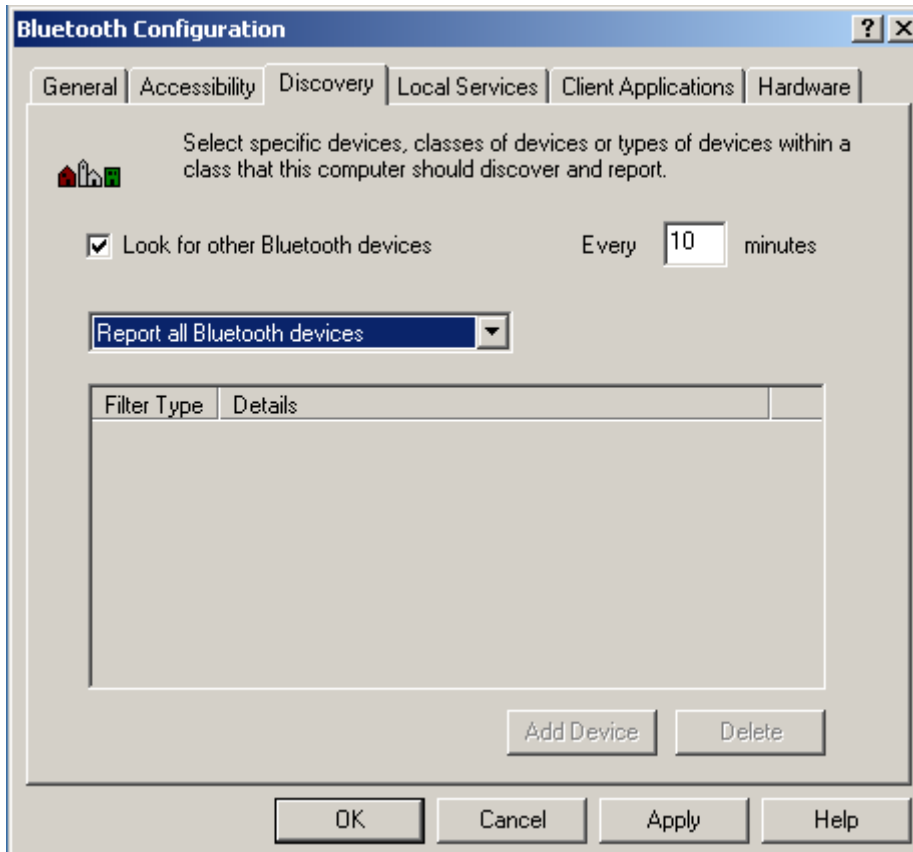 Bluetooth Configuration
General Accessibility Discovery Local Services Client Applications Hardware
Select specific devices, classes of devices or types of devices within a
class that this computer should discover and report.
Look for other Bluetooth devices Every 10 minutes
Report all Bluetooth devices
Filter Type Details
Add Device Delete
OK Cancel Apply Help